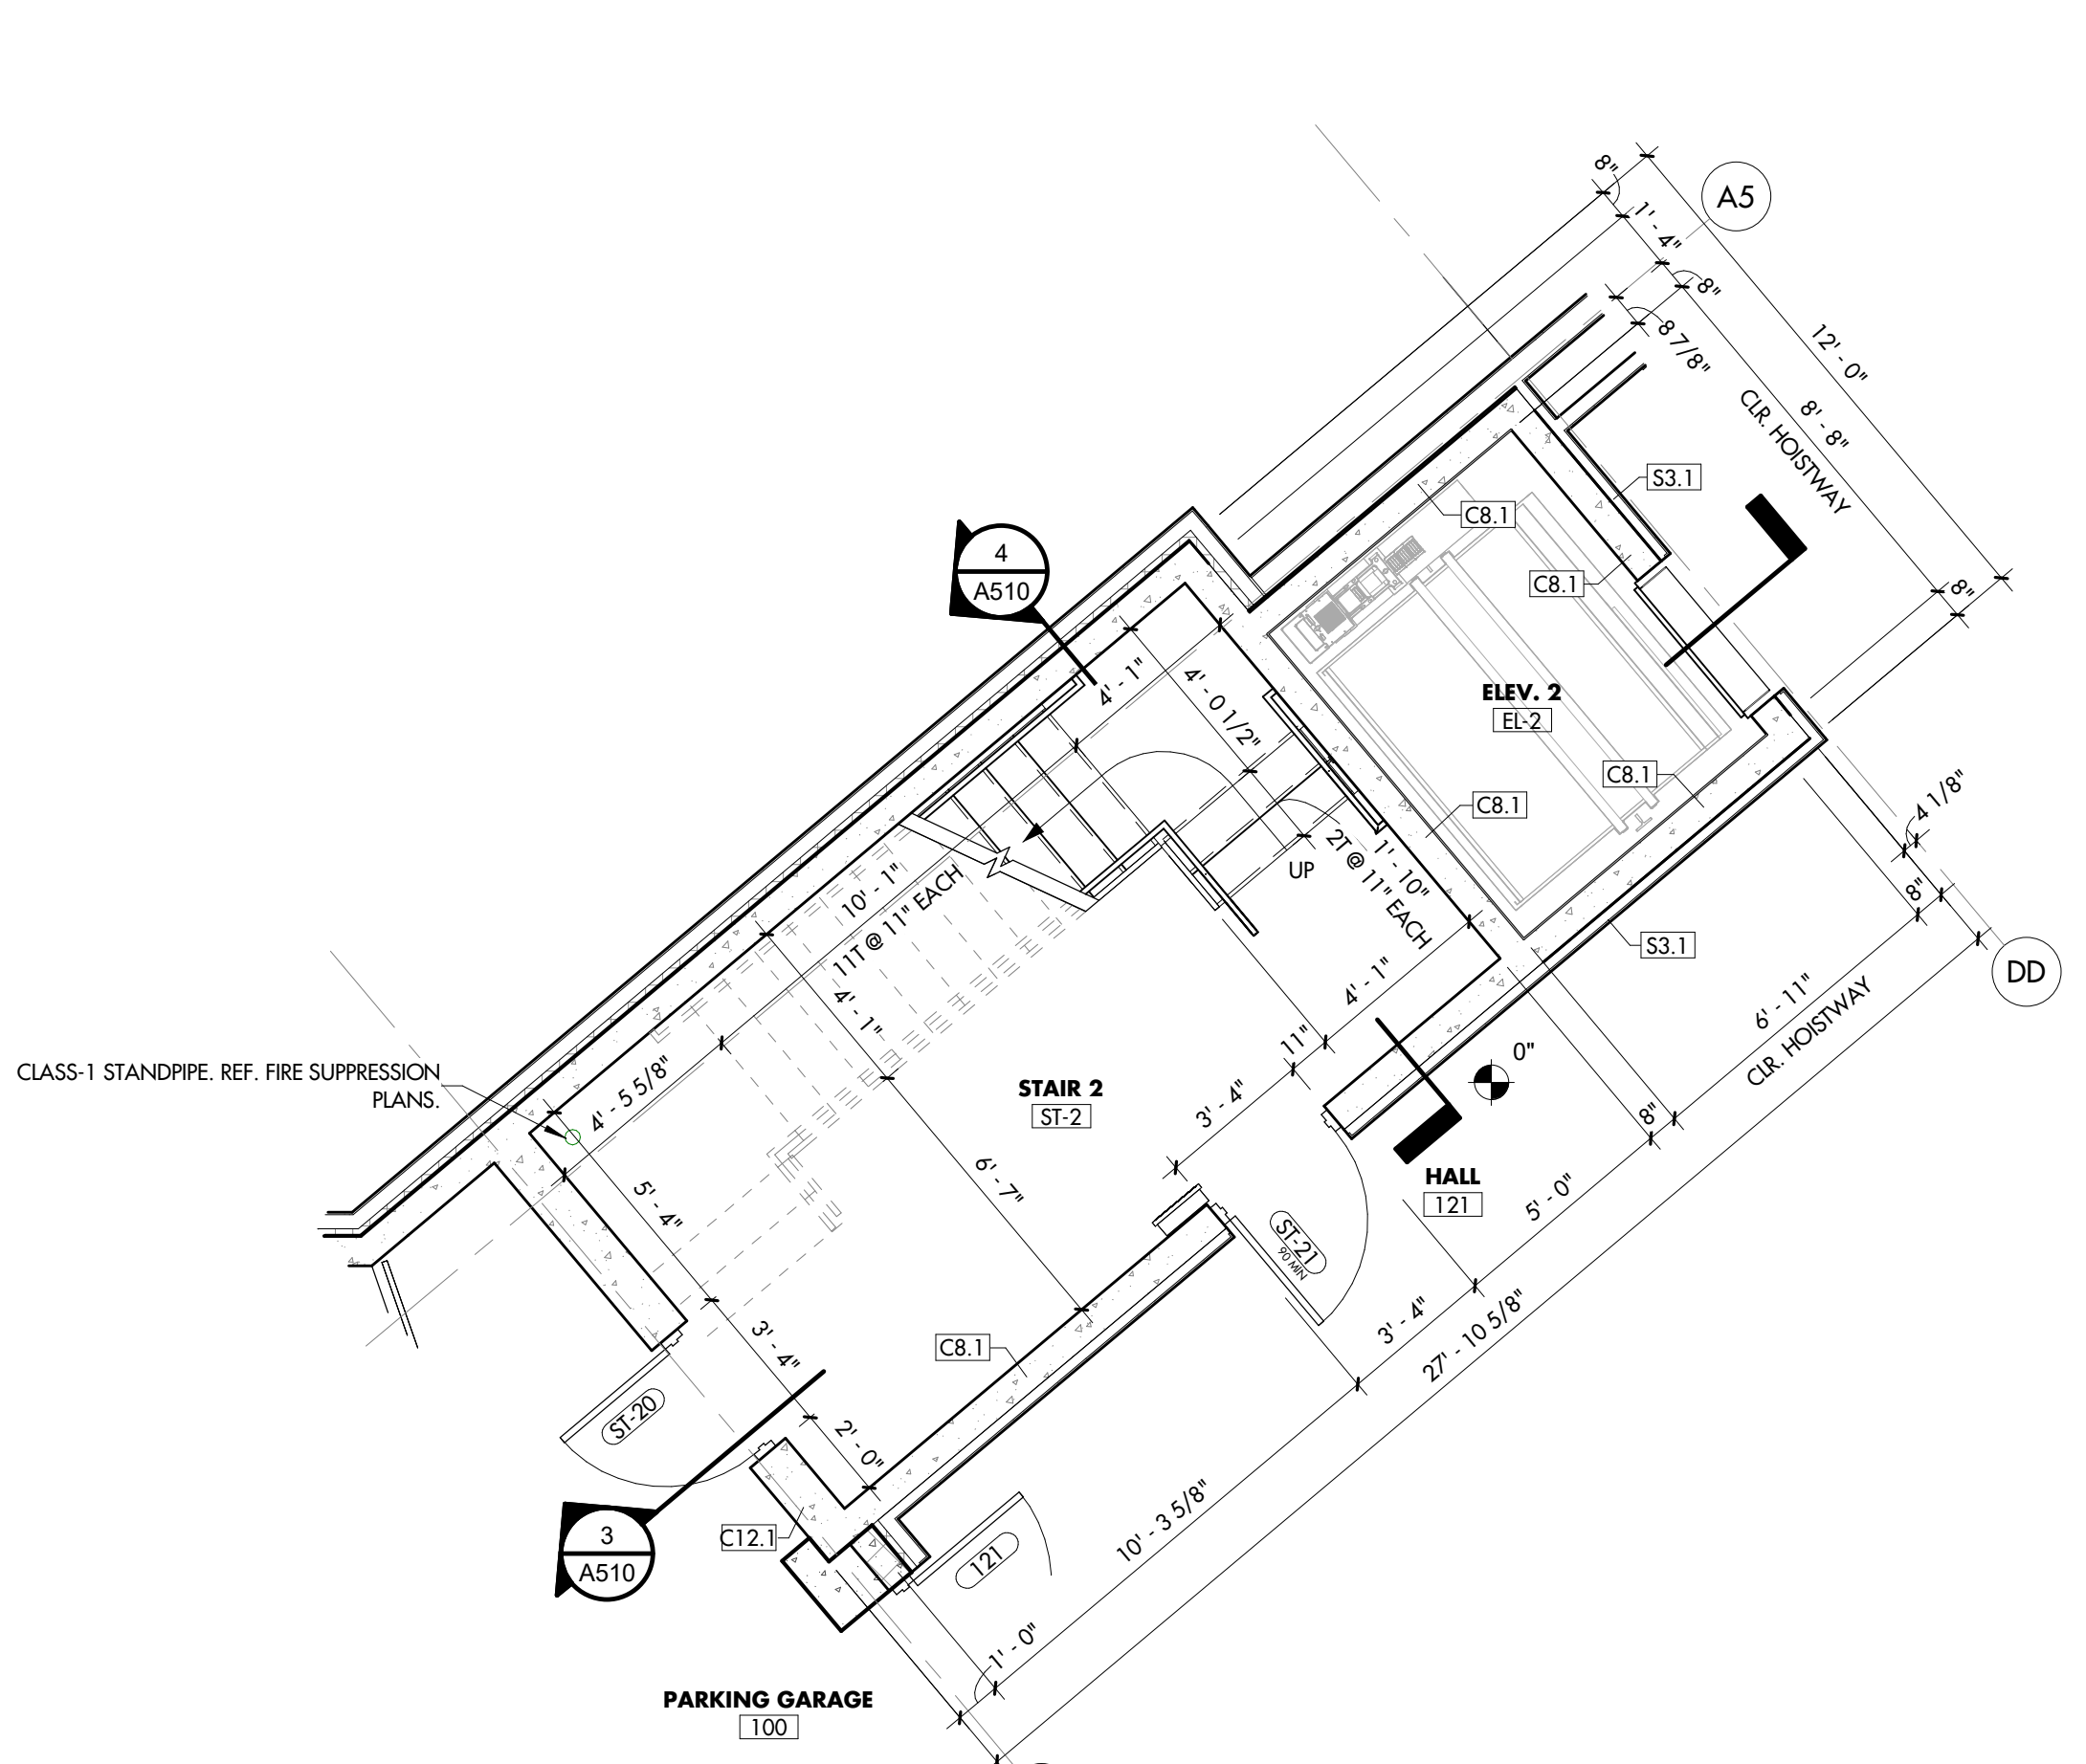 8"
A5
1' - 4"
8"
8 7/8"
12' - 0"
8' - 8"
CLR. HOISTWAY
S3.1
C8.1
4
A510
C8.1
8"
4' - 1"
4' - 0 1/2"
ELEV. 2
EL-2
C8.1
C8.1
4 1/8"
UP
2T @ 11" EACH
1' - 10"
10' - 1"
11T @ 11" EACH
8"
S3.1
DD
4' - 1"
4' - 1"
6' - 11"
CLR. HOISTWAY
11"
0"
CLASS-1 STANDPIPE. REF. FIRE SUPPRESSION
PLANS.
4' - 5 5/8"
STAIR 2
ST-2
3' - 4"
8"
6' - 7"
HALL
121
5' - 0"
5' - 4"
ST-21
90 MIN
3' - 4"
C8.1
3' - 4"
27' - 10 5/8"
ST-20
2' - 0"
10' - 3 5/8"
C12.1
3
A510
121
1' - 0"
PARKING GARAGE
100